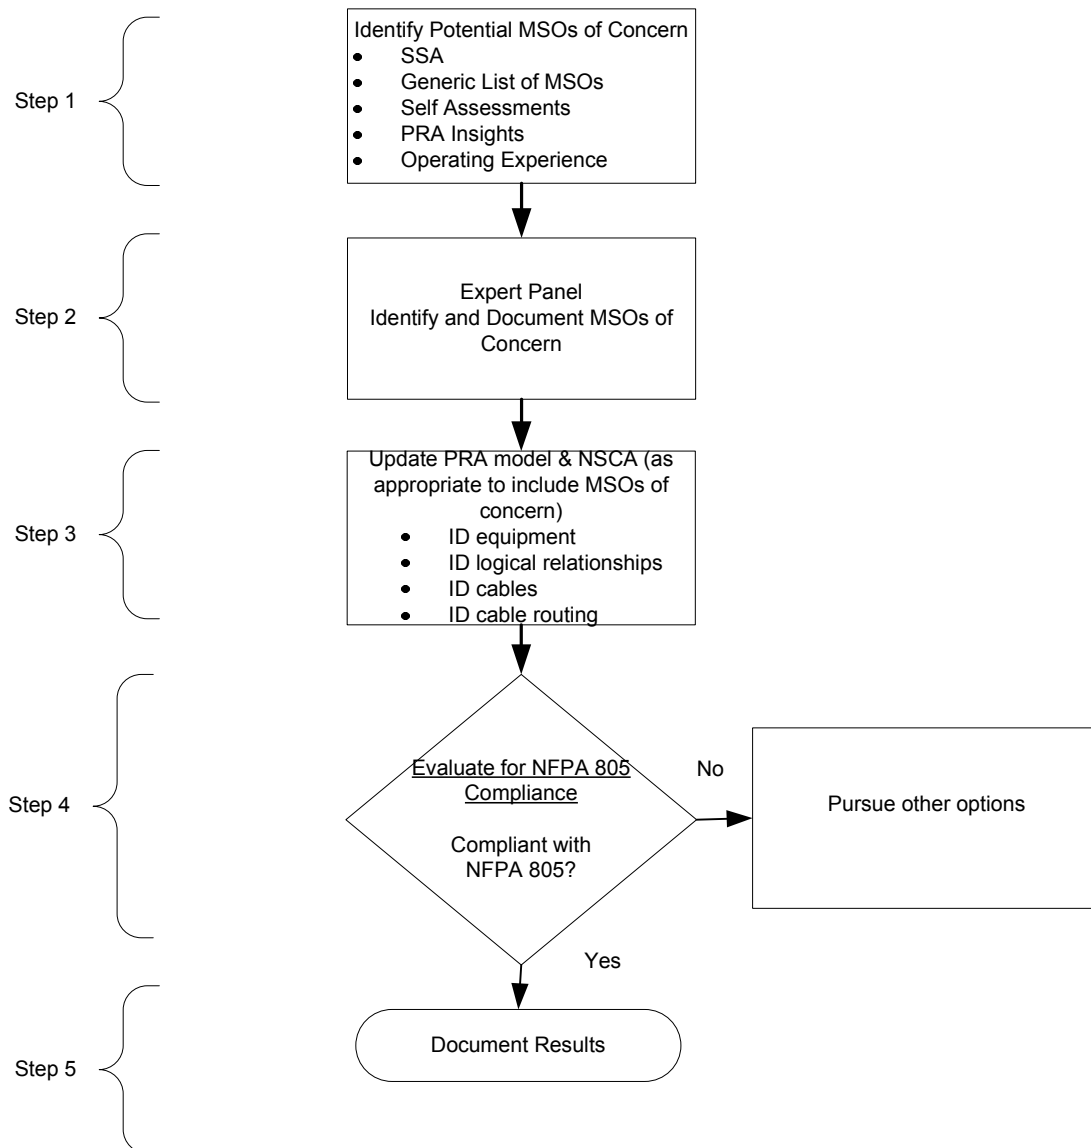 Step 1
Identify Potential MSOs of Concern
• SSA
• Generic List of MSOs
• Self Assessments
• PRA Insights
• Operating Experience
Step 2
Expert Panel
Identify and Document MSOs of
Concern
Step 3
Update PRA model & NSCA (as
appropriate to include MSOs of
concern)
• ID equipment
• ID logical relationships
• ID cables
• ID cable routing
Step 4
Evaluate for NFPA 805
Compliance
Compliant with
NFPA 805?
No
Pursue other options
Yes
Step 5
Document Results